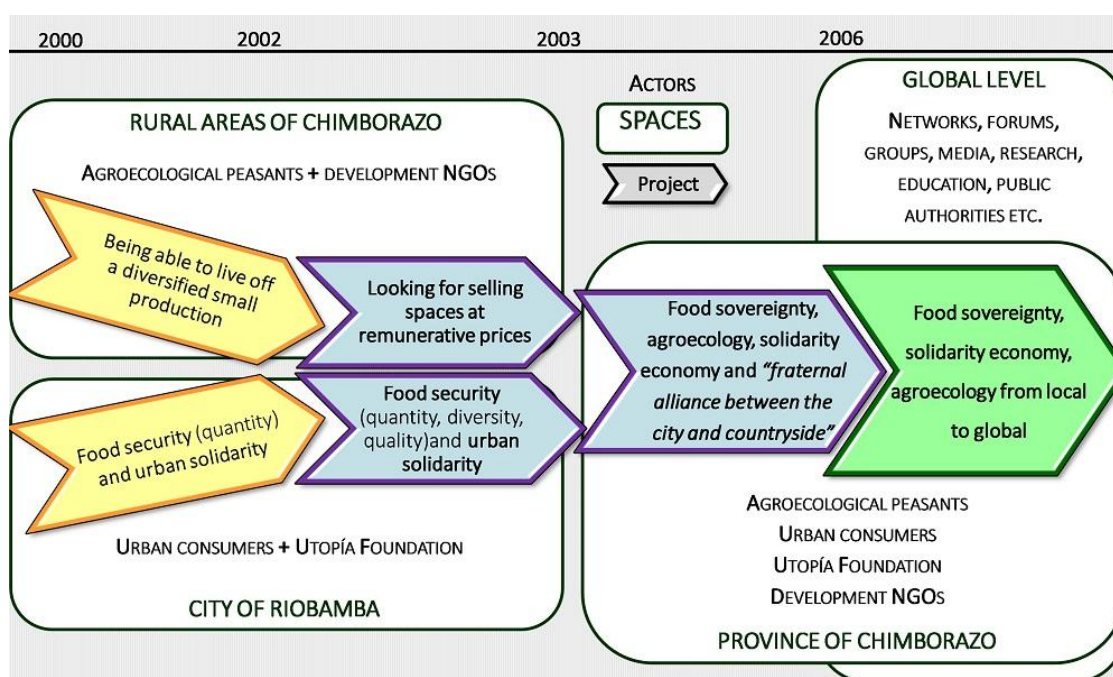 2000 2002 2003 2006
RURAL AREAS OF CHIMBORAZO
AGROECOLOGICAL PEASANTS + DEVELOPMENT NGOS
Being able to live off
a diversified small
production
Looking for selling
spaces at
remunerative prices
Food security (quantity)
and urban solidarity
Food security
(quantity, diversity,
quality)and urban
solidarity
URBAN CONSUMERS + UTOPÍA FOUNDATION
CITY OF RIOBAMBA
ACTORS
SPACES
Project
GLOBAL LEVEL
NETWORKS, FORUMS,
GROUPS, MEDIA, RESEARCH,
EDUCATION, PUBLIC
AUTHORITIES ETC.
Food sovereignty,
agroecology, solidarity
economy and “fraternal
alliance between the
city and countryside”
Food sovereignty,
solidarity economy,
agroecology from local
to global
AGROECOLOGICAL PEASANTS
URBAN CONSUMERS
UTOPÍA FOUNDATION
DEVELOPMENT NGOS
PROVINCE OF CHIMBORAZO